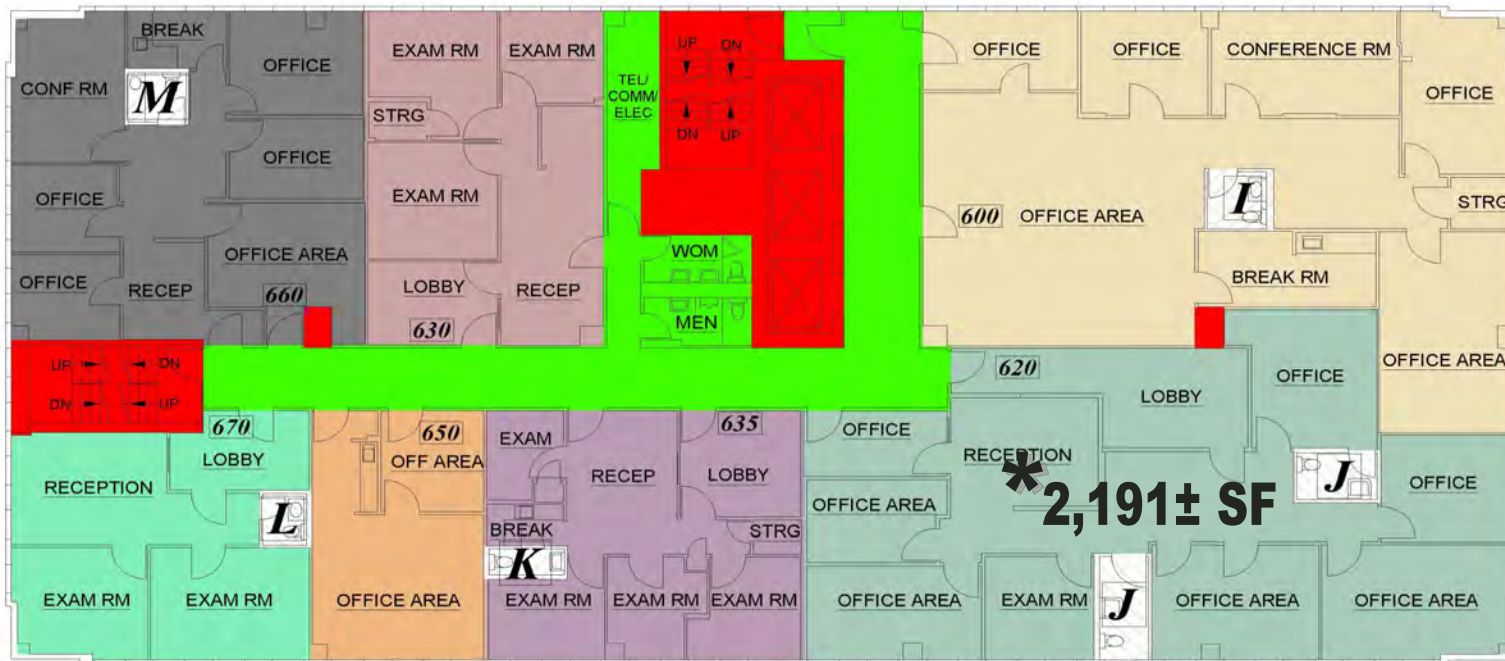 BREAK
CONF RM
M
OFFICE
OFFICE
OFFICE
OFFICE AREA
OFFICE
RECEP
660
EXAM RM
EXAM RM
STRG
EXAM RM
LOBBY
RECEP
630
TEL/
COMM/
ELEC
UP
DN
DN
UP
WOM
MEN
OFFICE
OFFICE
CONFERENCE RM
OFFICE
600
OFFICE AREA
I
STRG
BREAK RM
OFFICE AREA
UP
DN
DN
UP
670
LOBBY
RECEPTION
L
EXAM RM
EXAM RM
650
OFF AREA
OFFICE AREA
EXAM
RECEP
635
LOBBY
BREAK
STRG
K
EXAM RM
EXAM RM
EXAM RM
620
LOBBY
OFFICE
OFFICE
RECEPTION
*2,191± SF
J
OFFICE
OFFICE AREA
OFFICE AREA
EXAM RM
J
OFFICE AREA
OFFICE AREA